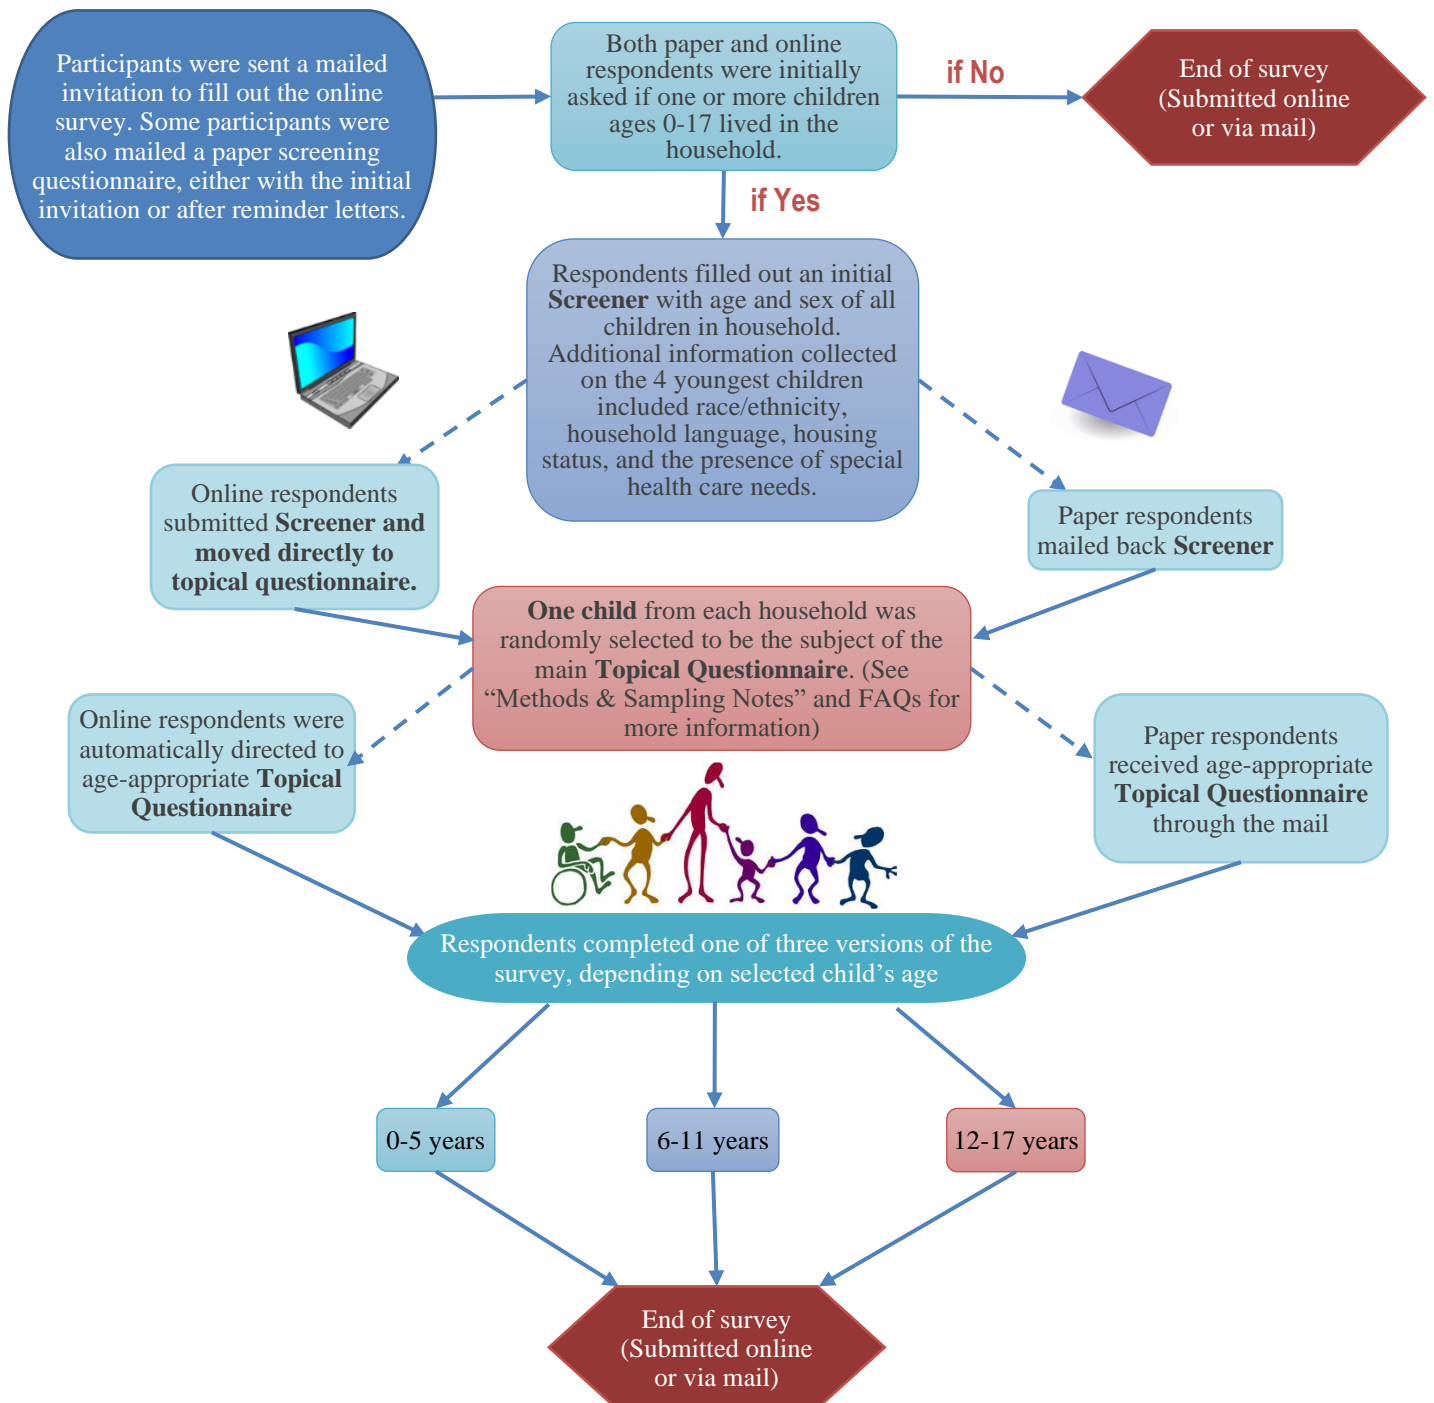 Participants were sent a mailed
invitation to fill out the online
survey. Some participants were
also mailed a paper screening
questionnaire, either with the initial
invitation or after reminder letters.
Both paper and online
respondents were initially
asked if one or more children
ages 0-17 lived in the
household.
if No
End of survey
(Submitted online
or via mail)
if Yes
Respondents filled out an initial
Screener with age and sex of all
children in household.
Additional information collected
on the 4 youngest children
included race/ethnicity,
household language, housing
status, and the presence of special
health care needs.
Online respondents
submitted Screener and
moved directly to
topical questionnaire.
Paper respondents
mailed back Screener
One child from each household was
randomly selected to be the subject of the
main Topical Questionnaire. (See
“Methods & Sampling Notes” and FAQs for
more information)
Online respondents were
automatically directed to
age-appropriate Topical
Questionnaire
Paper respondents
received age-appropriate
Topical Questionnaire
through the mail
Respondents completed one of three versions of the
survey, depending on selected child’s age
0-5 years
6-11 years
12-17 years
End of survey
(Submitted online
or via mail)